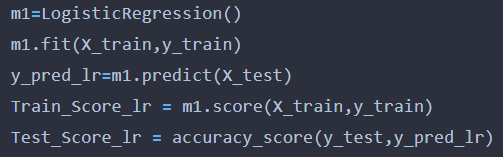 m1=LogisticRegression()
m1.fit(X_train,y_train)
y_pred_lr=m1.predict(X_test)
Train_Score_lr = m1.score(X_train,y_train)
Test_Score_lr = accuracy_score(y_test,y_pred_lr)